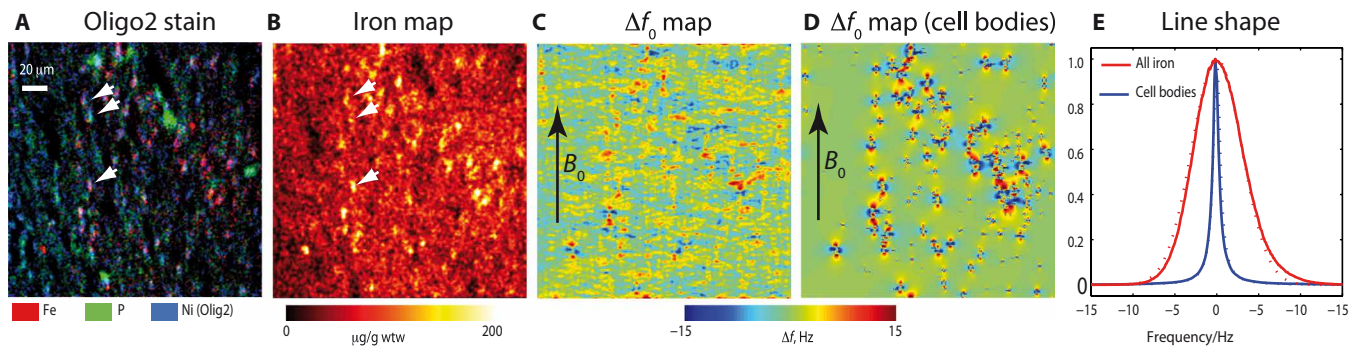 A Oligo2 stain
20 µm
Fe P Ni (Olig2)
B Iron map
0 200
µg/g wtw
C Δf0 map
B0
D Δf0 map (cell bodies)
B0
−15 15
Δf, Hz
E Line shape
All iron
Cell bodies
1.0
0.8
0.6
0.4
0.2
0
−15 −10 −5 0 −5 −10 −15
Frequency/Hz